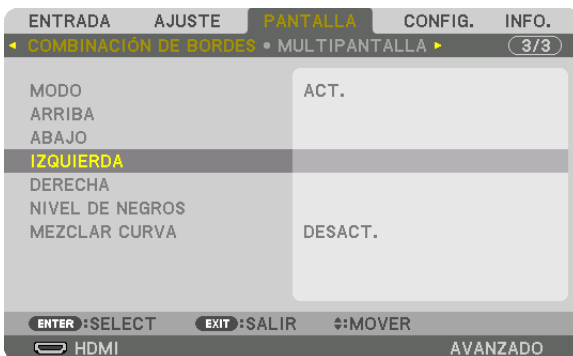 ENTRADA AJUSTE PANTALLA CONFIG. INFO.
COMBINACIÓN DE BORDES • MULTIPANTALLA 3/3
MODO ACT.
ARRIBA
ABAJO
IZQUIERDA
DERECHA
NIVEL DE NEGROS
MEZCLAR CURVA DESACT.
ENTER :SELECT EXIT :SALIR :MOVER
HDMI AVANZADO